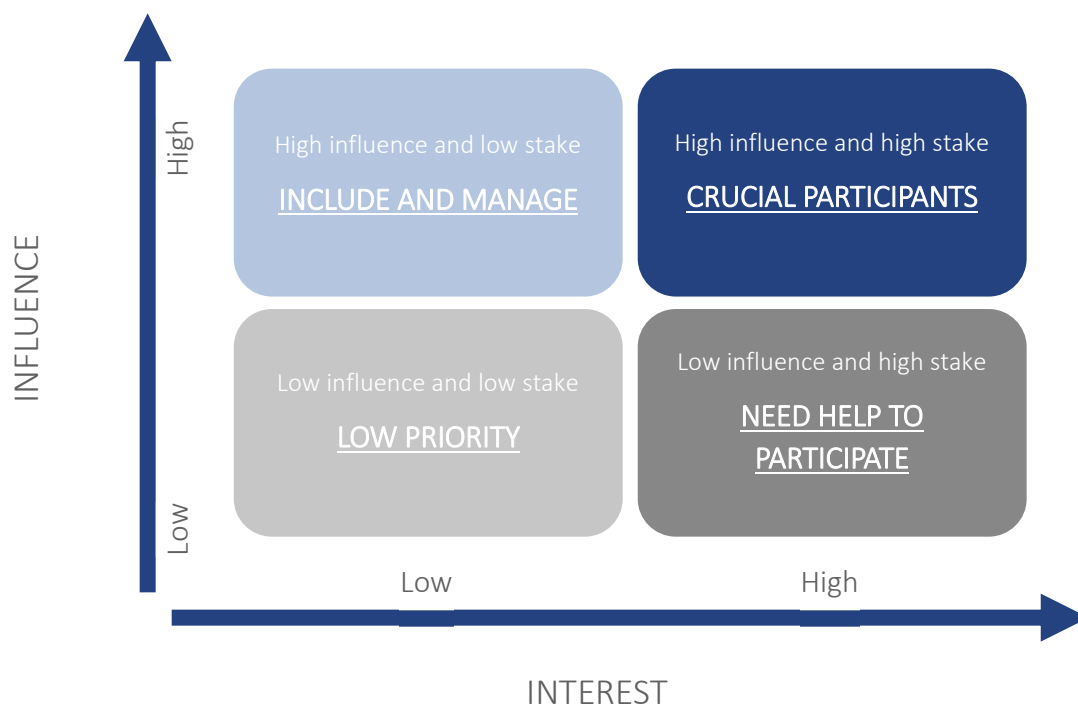 INFLUENCE
High
Low
High influence and low stake
INCLUDE AND MANAGE
High influence and high stake
CRUCIAL PARTICIPANTS
Low influence and low stake
LOW PRIORITY
Low influence and high stake
NEED HELP TO
PARTICIPATE
Low
High
INTEREST